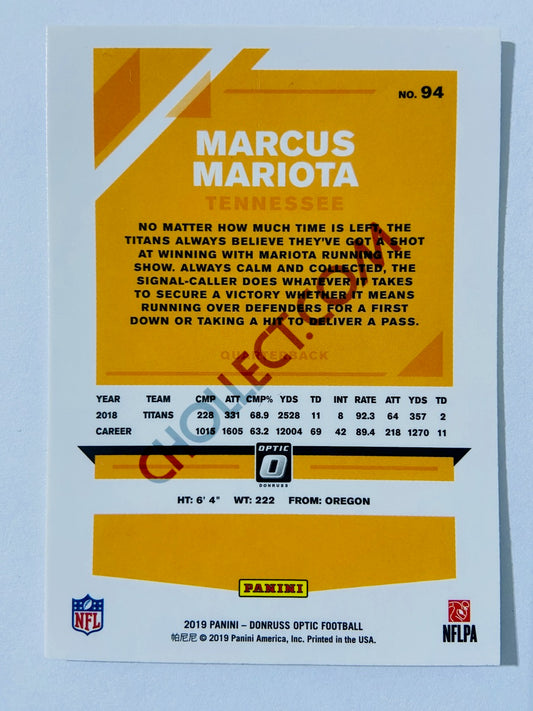 NO. 94
MARCUS
MARIOTA
TENNESSEE
NO MATTER HOW MUCH TIME IS LEFT, THE
TITANS ALWAYS BELIEVE THEY'VE GOT A SHOT
AT WINNING WITH MARIOTA RUNNING THE
SHOW. ALWAYS CALM AND COLLECTED, THE
SIGNAL-CALLER DOES WHATEVER IT TAKES
TO SECURE A VICTORY WHETHER IT MEANS
RUNNING OVER DEFENDERS FOR A FIRST
DOWN OR TAKING A HIT TO DELIVER A PASS.
QUARTERBACK
CHOLLECT.COM
YEAR TEAM CMP ATT CMP% YDS TD INT RATE ATT YDS TD
2018 TITANS 228 331 68.9 2528 11 8 92.3 64 357 2
CAREER 1015 1605 63.2 12004 69 42 89.4 218 1270 11
OPTIC
DONRUSS
HT: 6' 4" WT: 222 FROM: OREGON
PANINI
NFL
2019 PANINI – DONRUSS OPTIC FOOTBALL
帕尼尼 © 2019 Panini America, Inc. Printed in the USA.
NFLPA